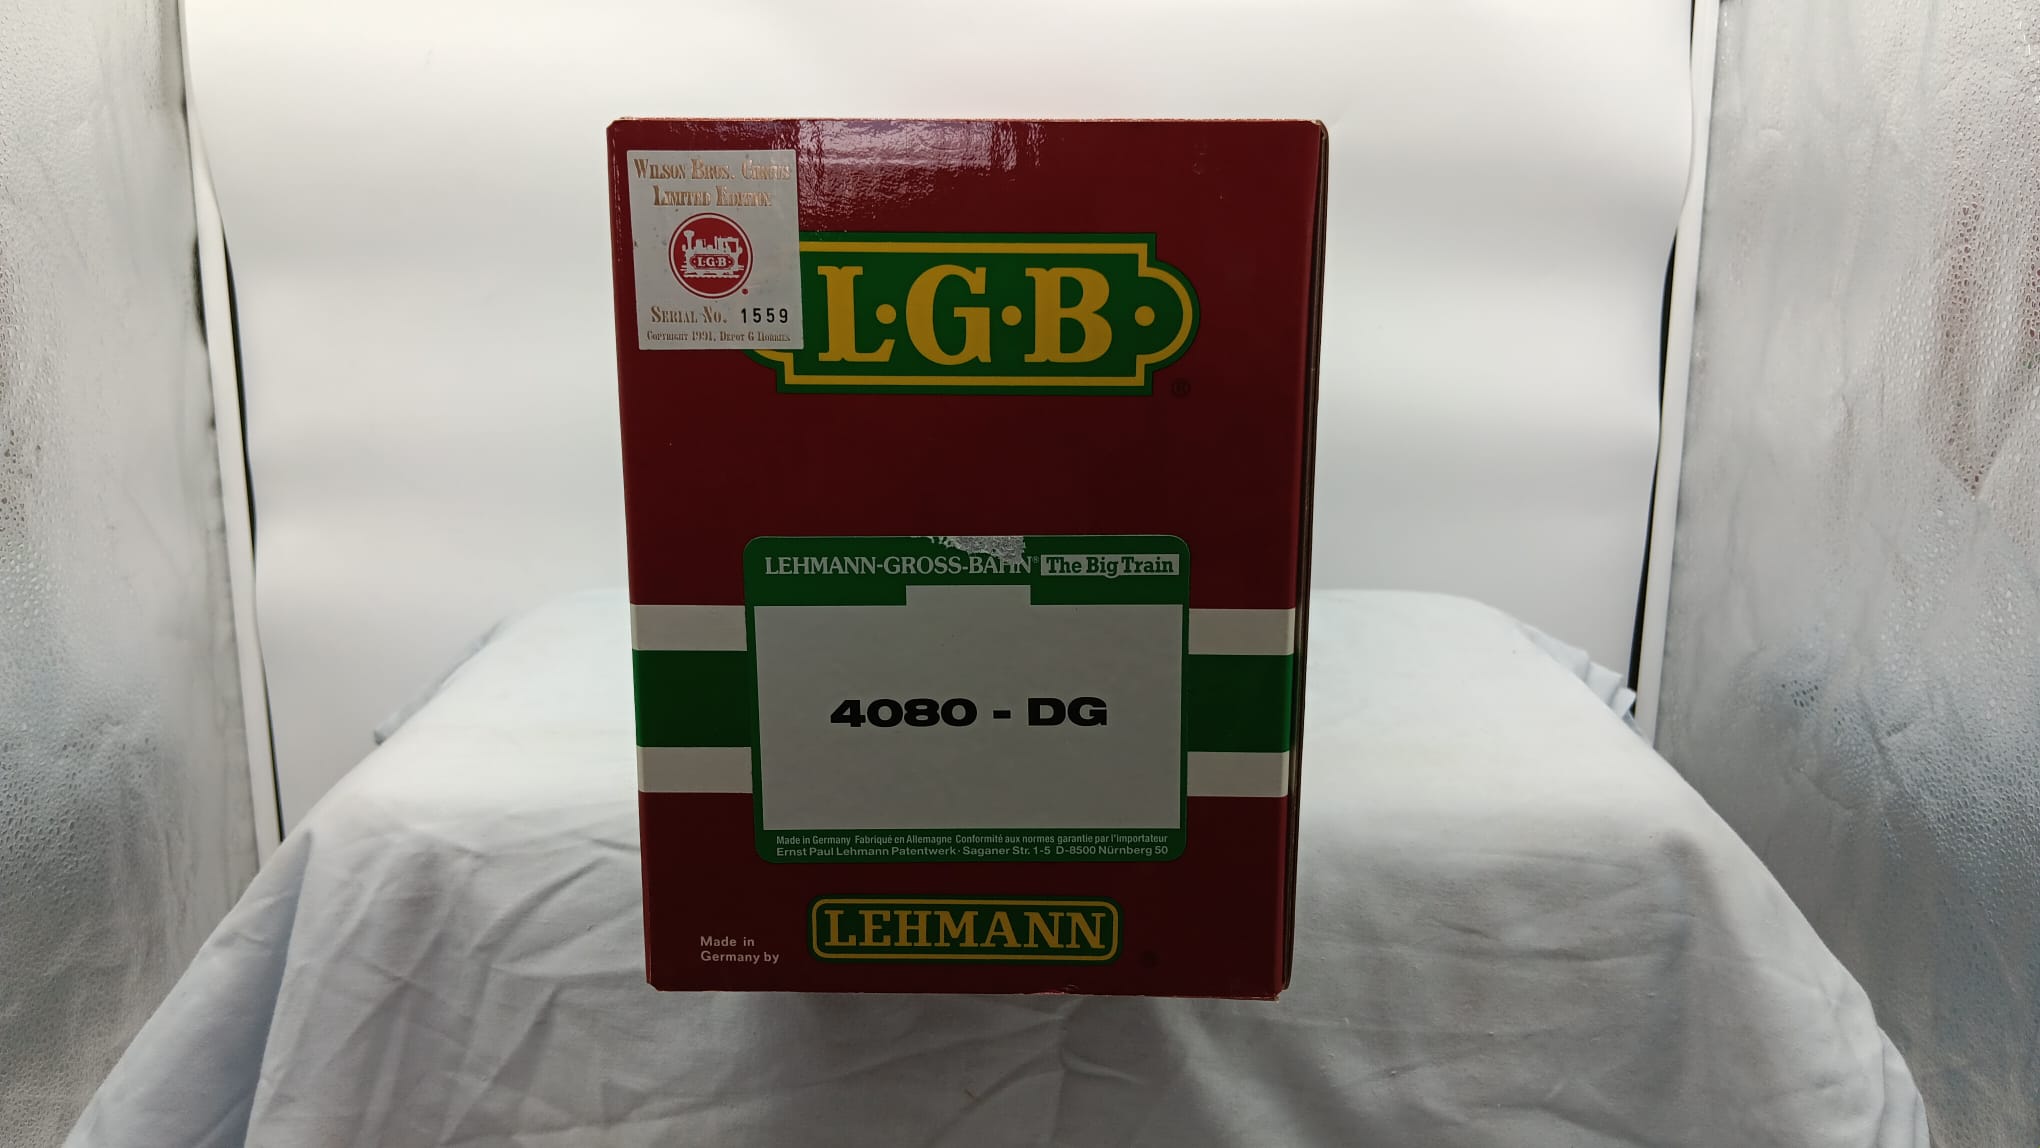 WILSON BROS. CIRCUS
LIMITED EDITION
L·G·B
SERIAL No. 1559
COPYRIGHT 1991, DEPOT G HOBBIES
L·G·B·
®
LEHMANN-GROSS-BAHN® The Big Train
4080 - DG
Made in Germany Fabriqué en Allemagne Conformité aux normes garantie par l'importateur
Ernst Paul Lehmann Patentwerk · Saganer Str. 1-5 D-8500 Nürnberg 50
Made in
Germany by
LEHMANN